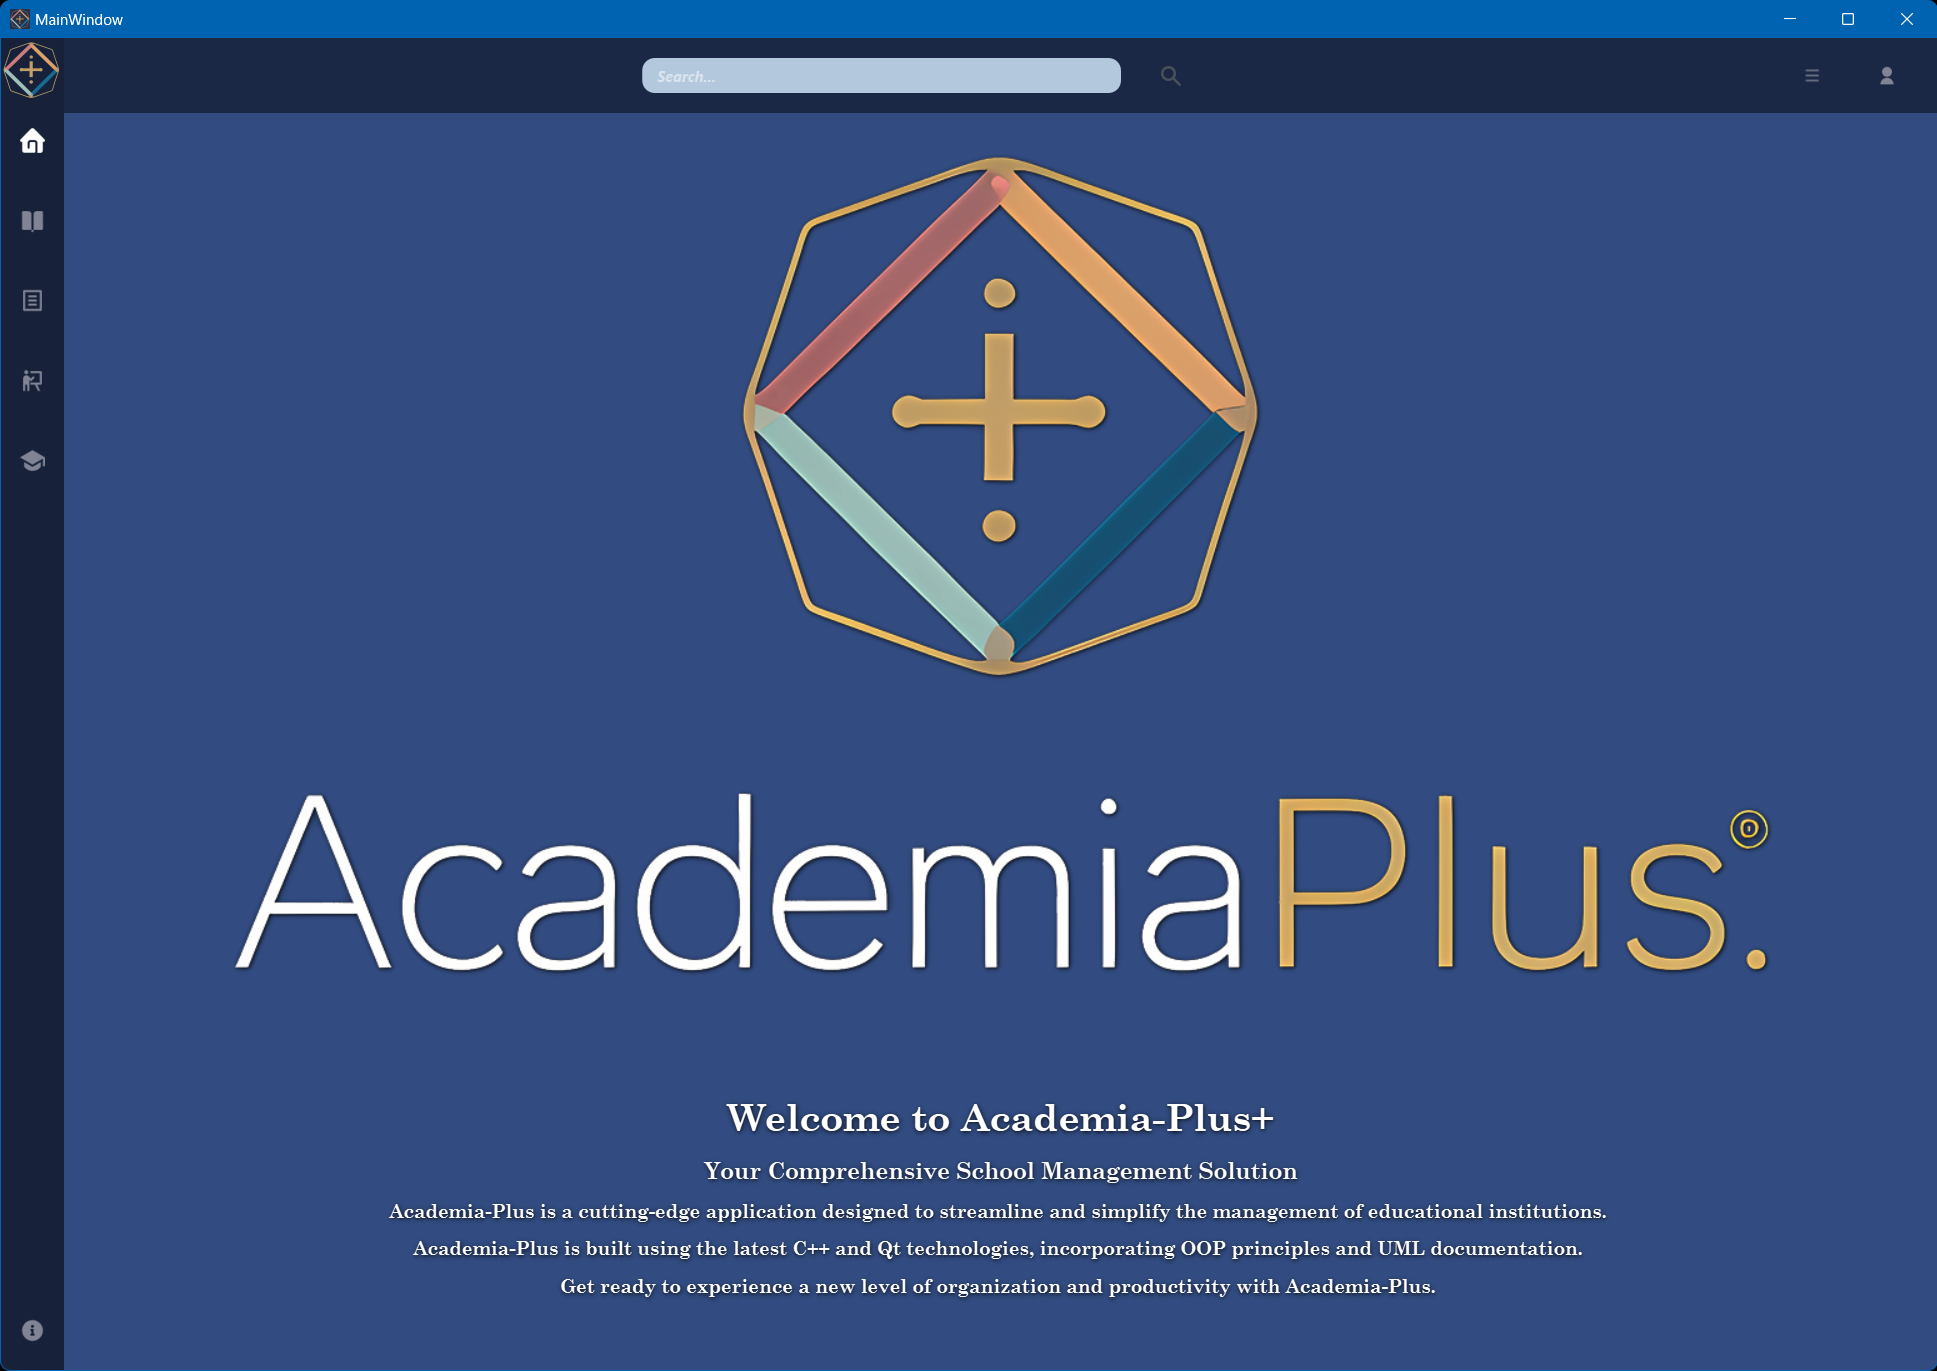 MainWindow
Search...
AcademiaPlus.
Welcome to Academia-Plus+
Your Comprehensive School Management Solution
Academia-Plus is a cutting-edge application designed to streamline and simplify the management of educational institutions.
Academia-Plus is built using the latest C++ and Qt technologies, incorporating OOP principles and UML documentation.
Get ready to experience a new level of organization and productivity with Academia-Plus.